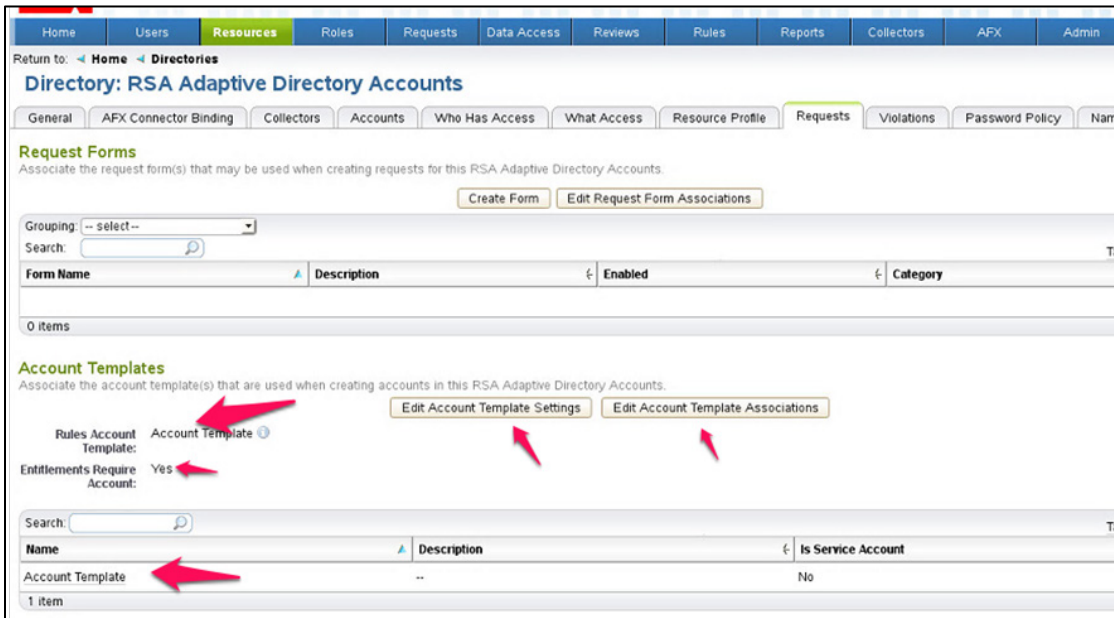 Home Users Resources Roles Requests Data Access Reviews Rules Reports Collectors AFX Admin
Return to: Home Directories
Directory: RSA Adaptive Directory Accounts
General AFX Connector Binding Collectors Accounts Who Has Access What Access Resource Profile Requests Violations Password Policy Nam
Request Forms
Associate the request form(s) that may be used when creating requests for this RSA Adaptive Directory Accounts.
Create Form Edit Request Form Associations
Grouping: -- select --
Search:
Form Name Description Enabled Category
0 items
Account Templates
Associate the account template(s) that are used when creating accounts in this RSA Adaptive Directory Accounts.
Edit Account Template Settings Edit Account Template Associations
Rules Account Account Template
Template:
Entitlements Require Yes
Account:
Search:
Name Description Is Service Account
Account Template -- No
1 item